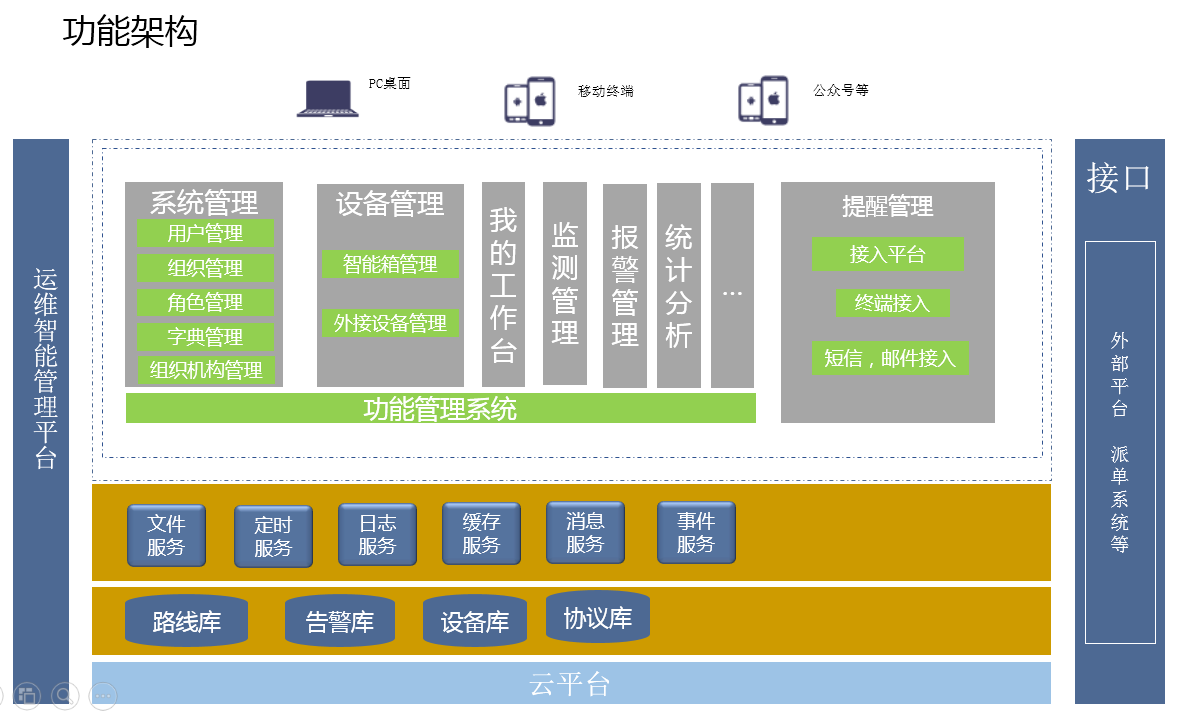 功能架构
PC桌面
移动终端
公众号等
运维智能管理平台
系统管理
用户管理
组织管理
角色管理
字典管理
组织机构管理
设备管理
智能箱管理
外接设备管理
我的工作台
监测管理
报警管理
统计分析
...
功能管理系统
提醒管理
接入平台
终端接入
短信，邮件接入
文件
服务
定时
服务
日志
服务
缓存
服务
消息
服务
事件
服务
路线库
告警库
设备库
协议库
云平台
接口
外部平台 派单系统等